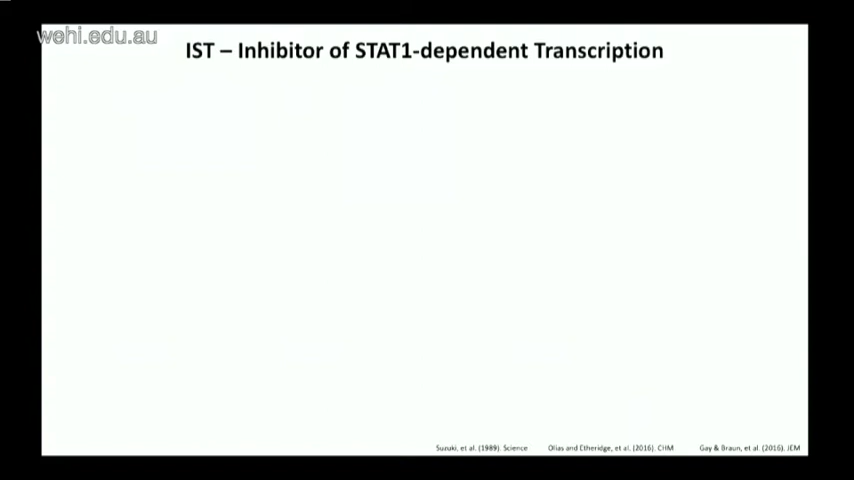 wehi.edu.au
IST – Inhibitor of STAT1-dependent Transcription
Suzuki, et al. (1989). Science Olias and Etheridge, et al. (2016). CHM Gay & Braun, et al. (2016). JEM